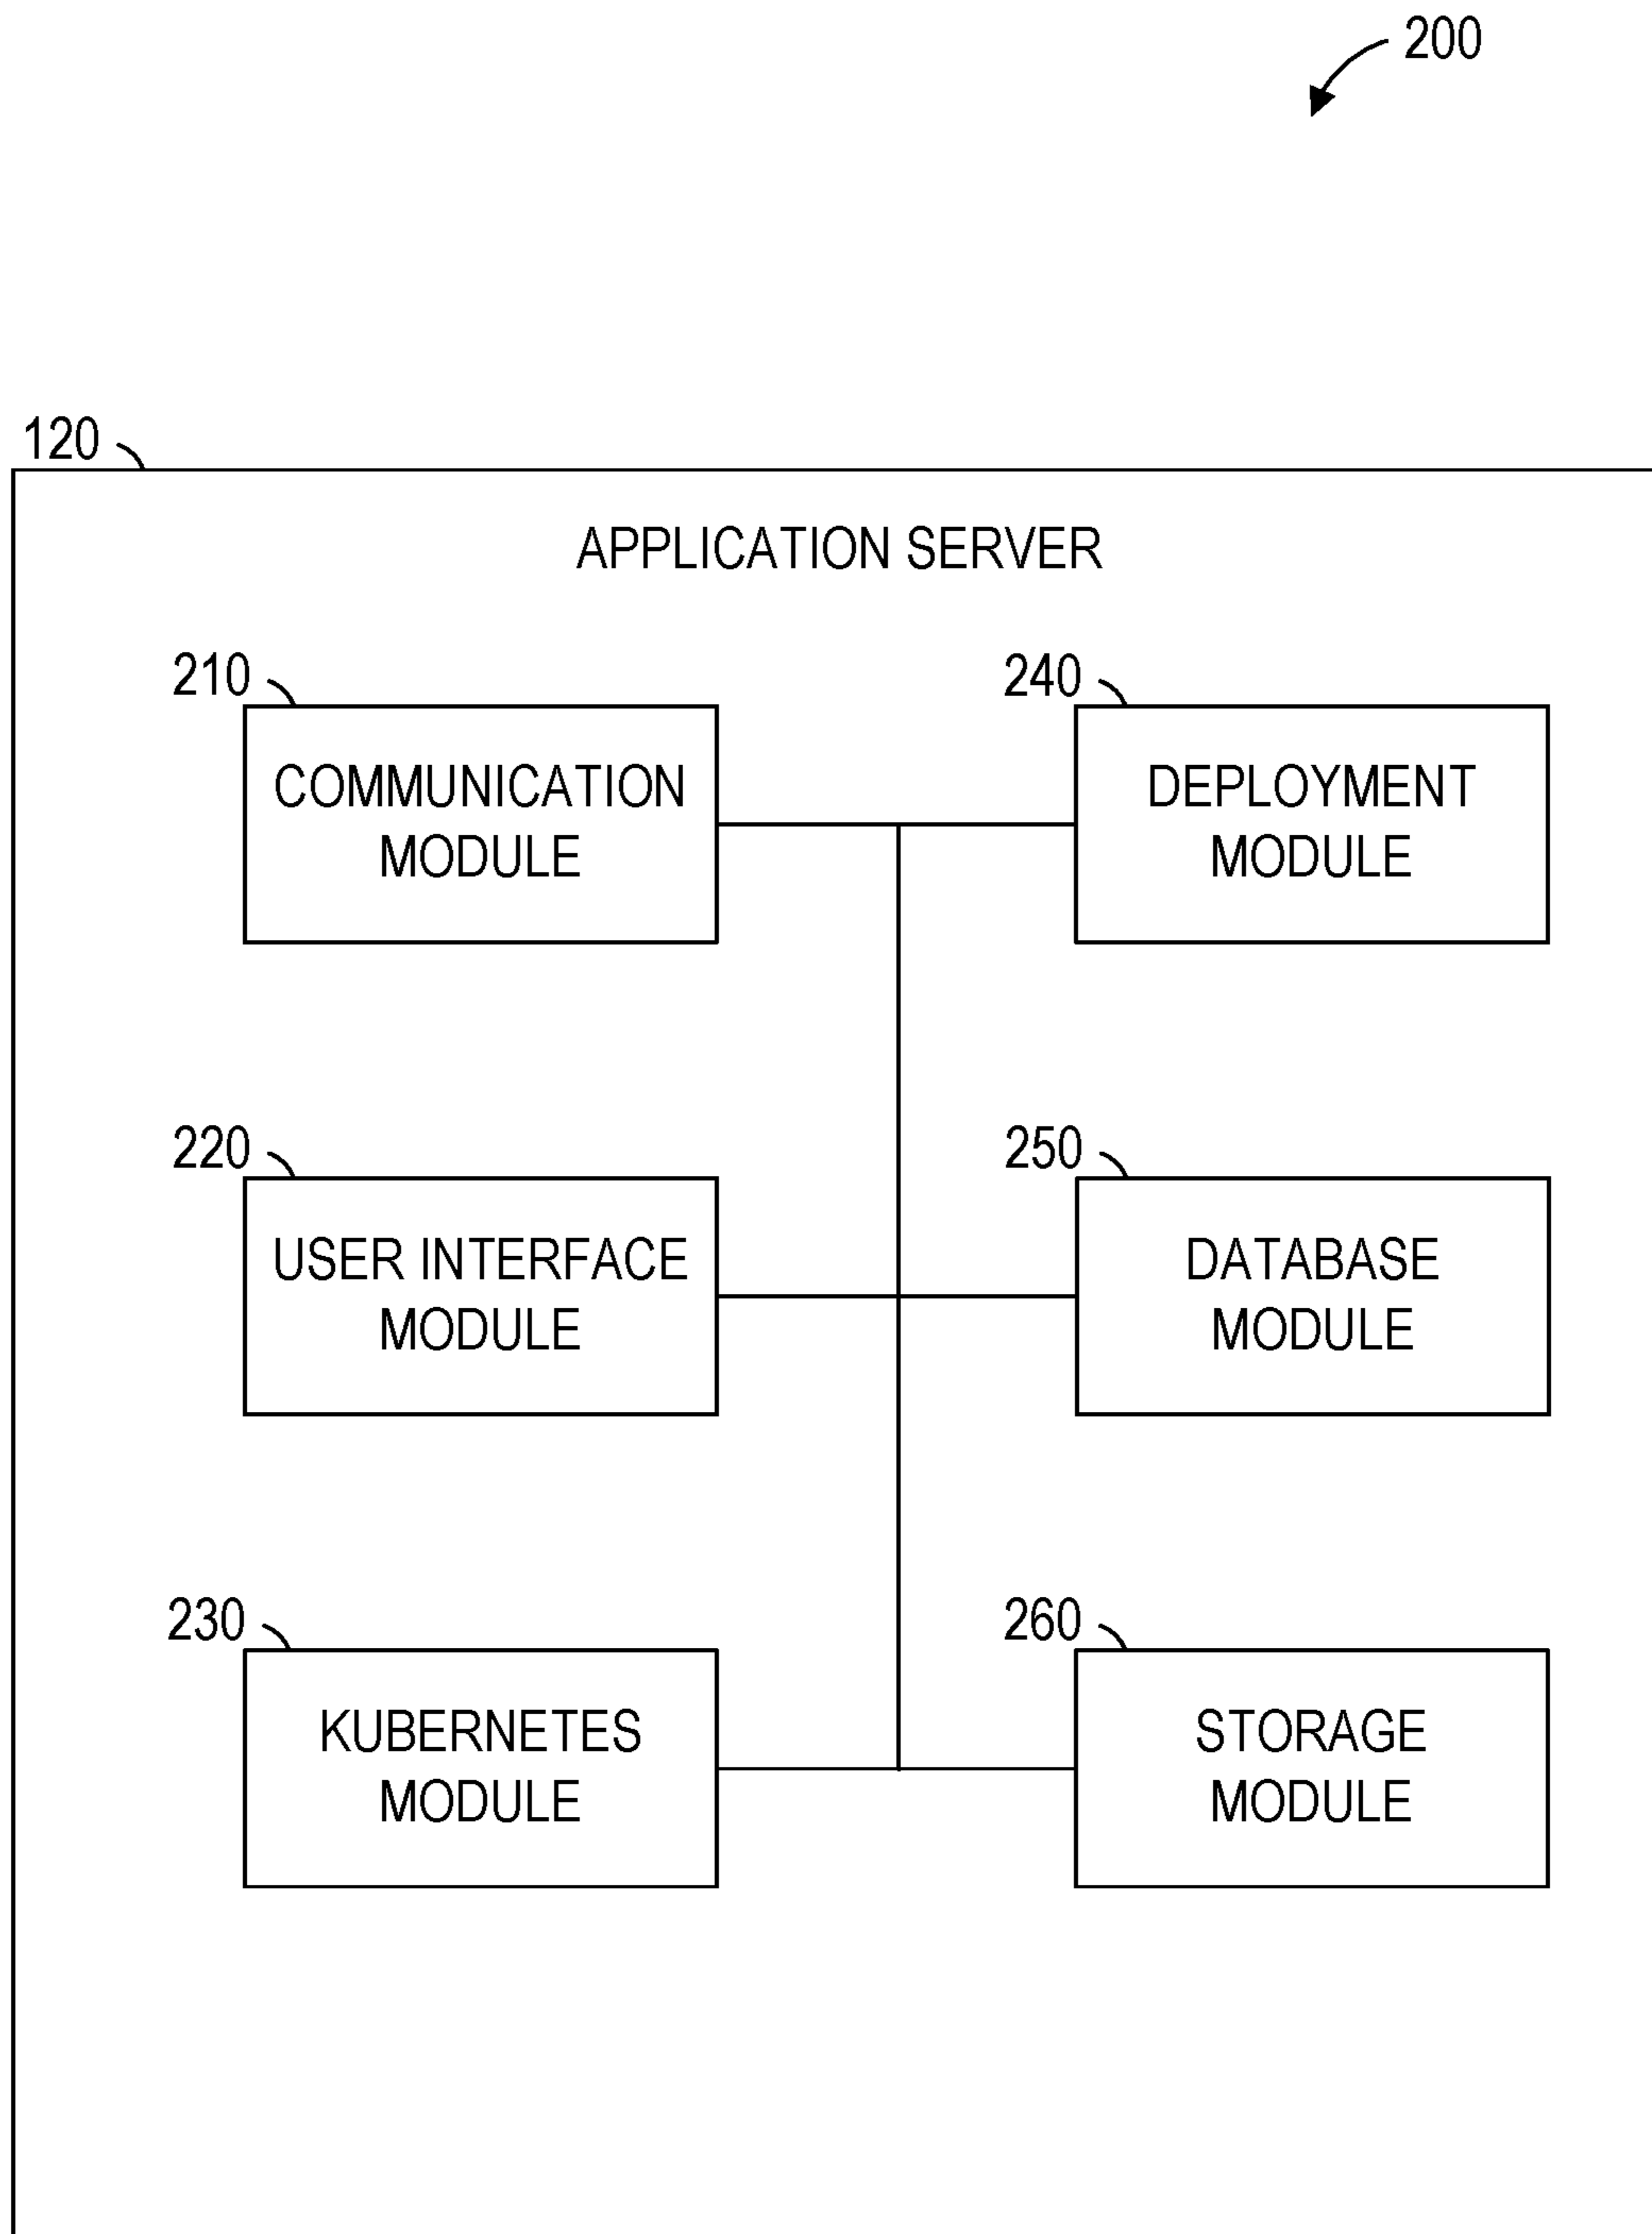 200
120
APPLICATION SERVER
210
COMMUNICATION
MODULE
240
DEPLOYMENT
MODULE
220
USER INTERFACE
MODULE
250
DATABASE
MODULE
230
KUBERNETES
MODULE
260
STORAGE
MODULE